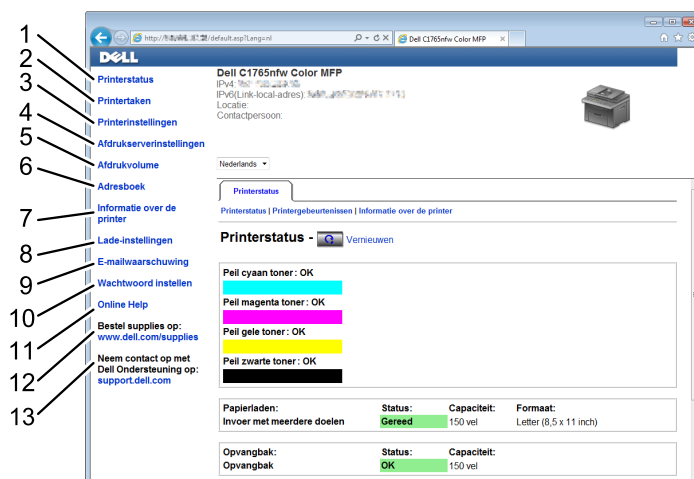 http://
/default.asp?Lang=nl
Dell C1765nfw Color MFP
DELL
1
2
3
4
5
6
7
8
9
10
11
12
13
Printerstatus
Printertaken
Printerinstellingen
Afdrukserverinstellingen
Afdrukvolume
Adresboek
Informatie over de
printer
Lade-instellingen
E-mailwaarschuwing
Wachtwoord instellen
Online Help
Bestel supplies op:
www.dell.com/supplies
Neem contact op met
Dell Ondersteuning op:
support.dell.com
Dell C1765nfw Color MFP
IPv4:
IPv6(Link-local-adres):
Locatie:
Contactpersoon:
Nederlands
Printerstatus
Printerstatus | Printergebeurtenissen | Informatie over de printer
Printerstatus - Vernieuwen
Peil cyaan toner: OK
Peil magenta toner: OK
Peil gele toner: OK
Peil zwarte toner: OK
Papierladen: Status: Capaciteit: Formaat:
Invoer met meerdere doelen Gereed 150 vel Letter (8,5 x 11 inch)
Opvangbak: Status: Capaciteit:
Opvangbak OK 150 vel